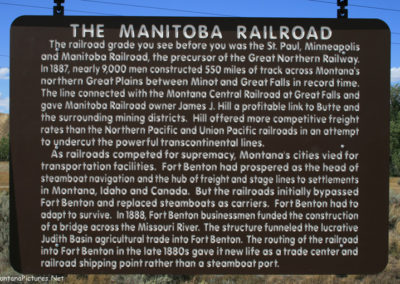 THE MANITOBA RAILROAD
The railroad grade you see before you was the St. Paul, Minneapolis
and Manitoba Railroad, the precursor of the Great Northern Railway.
In 1887, nearly 9,000 men constructed 550 miles of track across Montana's
northern Great Plains between Minot and Great Falls in record time.
The line connected with the Montana Central Railroad at Great Falls and
gave Manitoba Railroad owner James J. Hill a profitable link to Butte and
the surrounding mining districts. Hill offered more competitive freight
rates than the Northern Pacific and Union Pacific railroads in an attempt
to undercut the powerful transcontinental lines.
As railroads competed for supremacy, Montana's cities vied for
transportation facilities. Fort Benton had prospered as the head of
steamboat navigation and the hub of freight and stage lines to settlements
in Montana, Idaho and Canada. But the railroads initially bypassed
Fort Benton and replaced steamboats as carriers. Fort Benton had to
adapt to survive. In 1888, Fort Benton businessmen funded the construction
of a bridge across the Missouri River. The structure funneled the lucrative
Judith Basin agricultural trade into Fort Benton. The routing of the railroad
into Fort Benton in the late 1880s gave it new life as a trade center and
railroad shipping point rather than a steamboat port.
ontanaPictures.Net